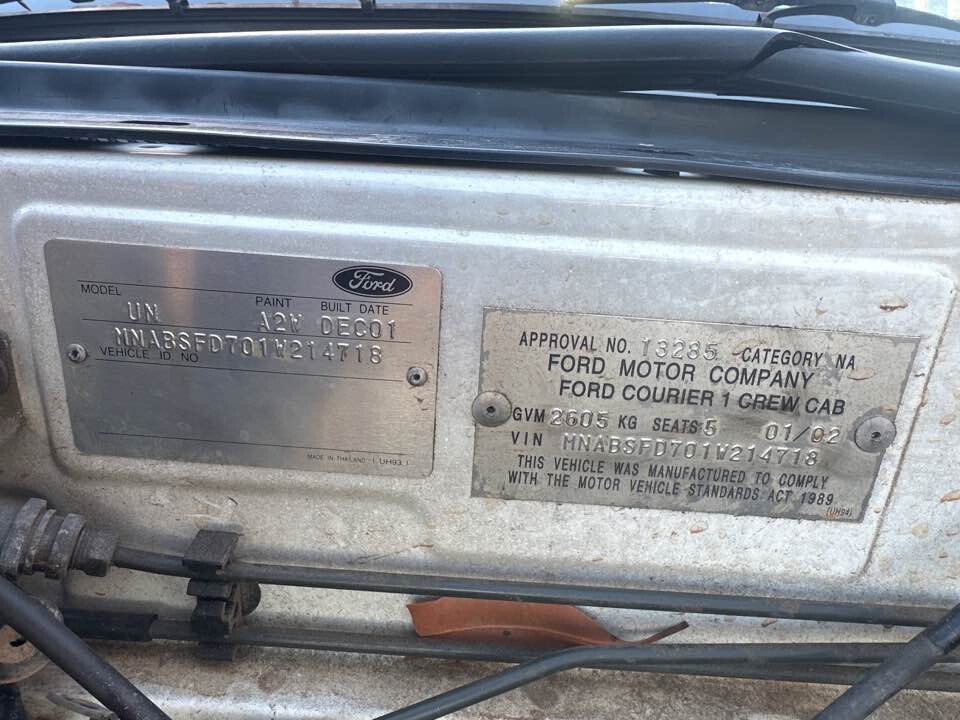 Ford
MODEL PAINT BUILT DATE
UN A2W DEC01
MNABSFD701W214718
VEHICLE ID NO
MADE IN THAILAND ( UH93 )
APPROVAL NO. 13285 CATEGORY NA
FORD MOTOR COMPANY
FORD COURIER 1 CREW CAB
GVM 2605 KG SEATS 5 01/02
VIN MNABSFD701W214718
THIS VEHICLE WAS MANUFACTURED TO COMPLY
WITH THE MOTOR VEHICLE STANDARDS ACT 1989
(UH94)